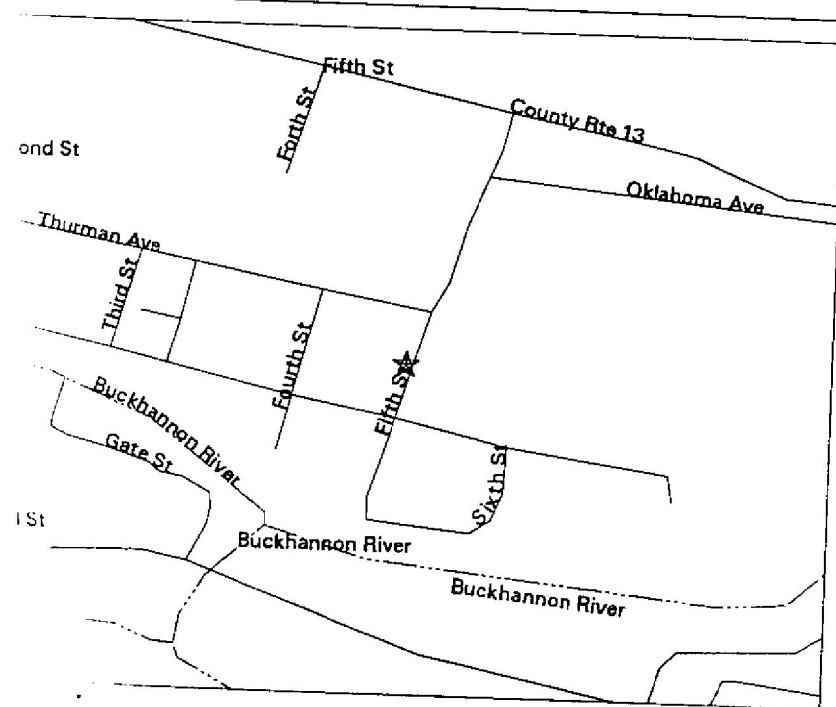 Fifth St
Forth St
County Rte 13
ond St
Oklahoma Ave
Thurman Ave
Third St
Fourth St
Fifth St
Buckhannon River
Gate St
Sixth St
l St
Buckhannon River
Buckhannon River